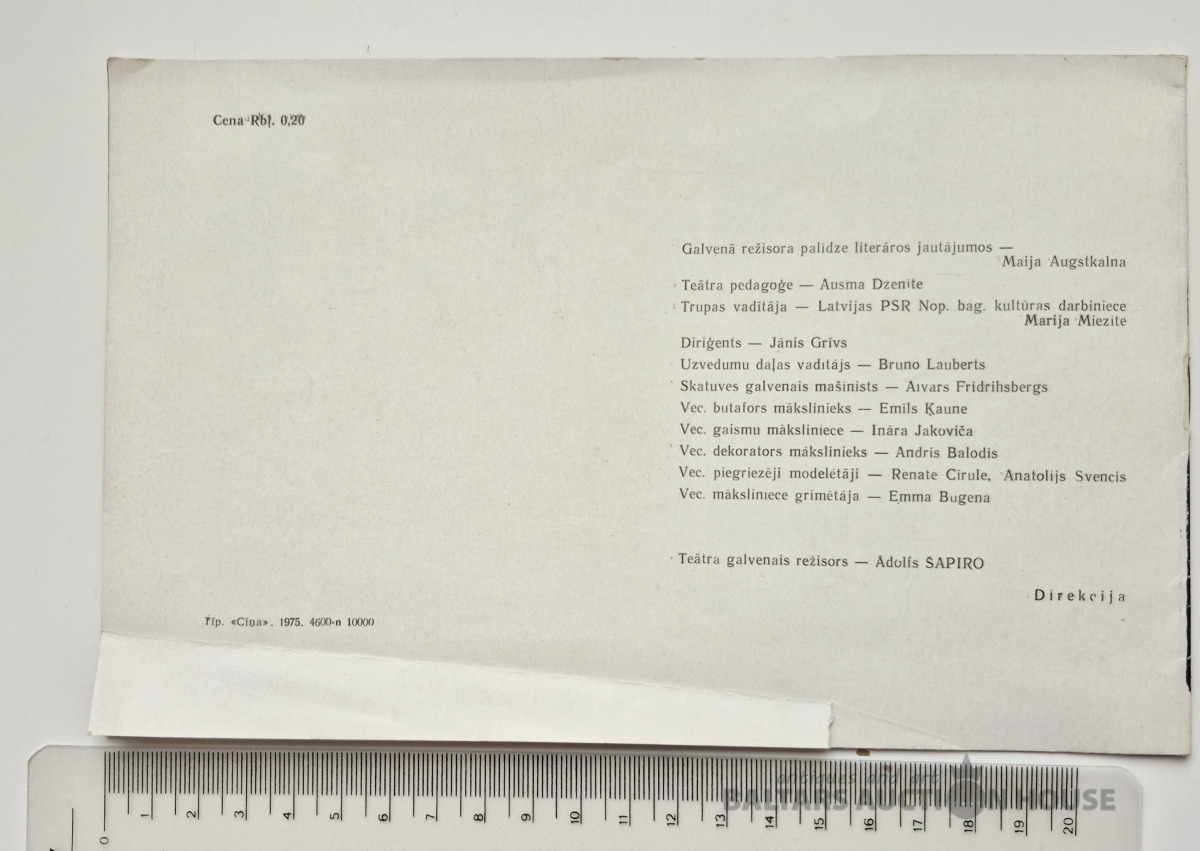 Cena Rbļ. 0,20
Galvenā režisora palīdze literāros jautājumos —
Maija Augstkalna
Teātra pedagoģe — Ausma Dzenīte
Trupas vadītāja — Latvijas PSR Nop. bag. kultūras darbiniece
Marija Miezīte
Diriģents — Jānis Grīvs
Uzvedumu daļas vadītājs — Bruno Lauberts
Skatuves galvenais mašīnists — Aivars Fridrihsbergs
Vec. butafors mākslinieks — Emīls Ķaune
Vec. gaismu māksliniece — Ināra Jakoviča
Vec. dekorators mākslinieks — Andris Balodis
Vec. piegriezēji modelētāji — Renate Cīrule, Anatolijs Svencis
Vec. māksliniece grimētāja — Emma Bugena
Teātra galvenais režisors — Ādolfs ŠAPIRO
Direkcija
Tip. «Cīņa». 1975. 4600-n 10000
antiques and art
BALTARS AUCTION HOUSE
0 1 2 3 4 5 6 7 8 9 10 11 12 13 14 15 16 17 18 19 20